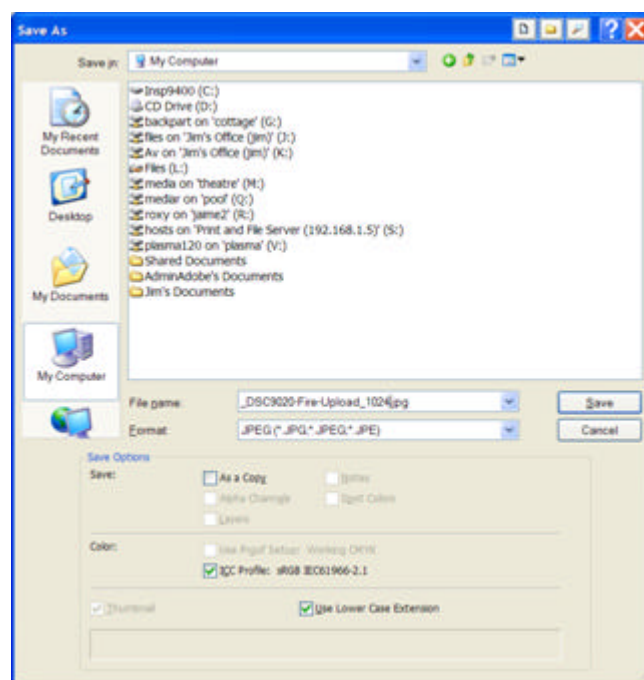 Save As
Save in: My Computer
My Recent Documents
Desktop
My Documents
My Computer
Insp9400 (C:)
CD Drive (D:)
backpart on 'cottage' (G:)
files on 'Jim's Office (jim)' (J:)
Av on 'Jim's Office (jim)' (K:)
Files (L:)
media on 'theatre' (M:)
mediar on 'pool' (Q:)
roxy on 'jaime2' (R:)
hosts on 'Print and File Server (192.168.1.5)' (S:)
plasma120 on 'plasma' (V:)
Shared Documents
AdminAdobe's Documents
Jim's Documents
File name: _DSC9020-Fire-Upload_1024.jpg Save
Format: JPEG (*.JPG;*.JPEG;*.JPE) Cancel
Save Options
Save: As a Copy Notes
Alpha Channels Spot Colors
Layers
Color: Use Proof Setup: Working CMYK
ICC Profile: sRGB IEC61966-2.1
Thumbnail Use Lower Case Extension